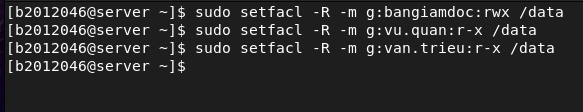 [b2012046@server ~]$ sudo setfacl -R -m g:bangiamdoc:rwx /data
[b2012046@server ~]$ sudo setfacl -R -m g:vu.quan:r-x /data
[b2012046@server ~]$ sudo setfacl -R -m g:van.trieu:r-x /data
[b2012046@server ~]$